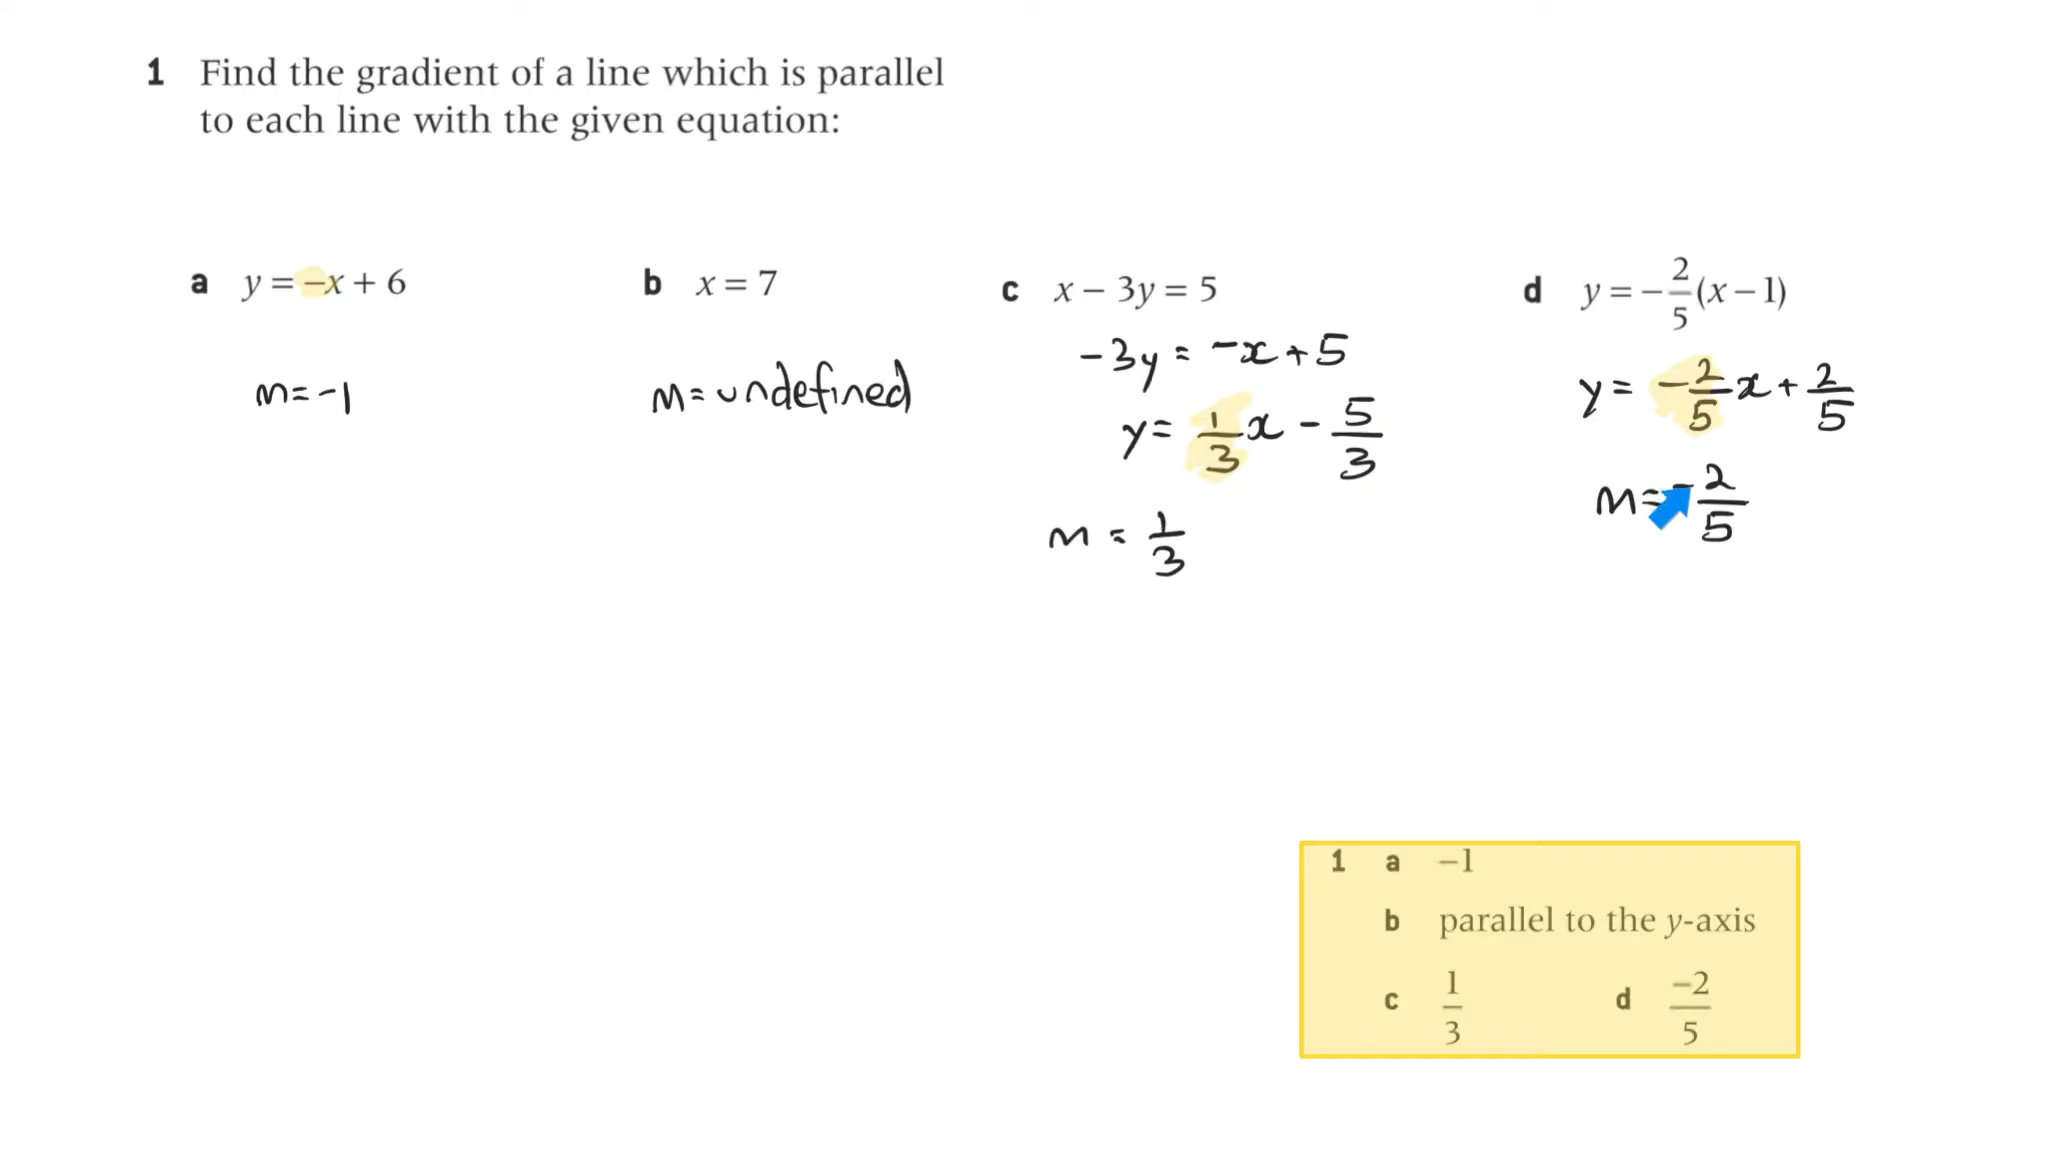 1 Find the gradient of a line which is parallel
to each line with the given equation:
a y = −x + 6
m = -1
b x = 7
m = undefined
c x − 3y = 5
-3y = -x + 5
y = 1/3 x - 5/3
m = 1/3
d y = −2/5 (x − 1)
y = -2/5 x + 2/5
m = -2/5
1 a −1
b parallel to the y-axis
c 1/3 d −2/5